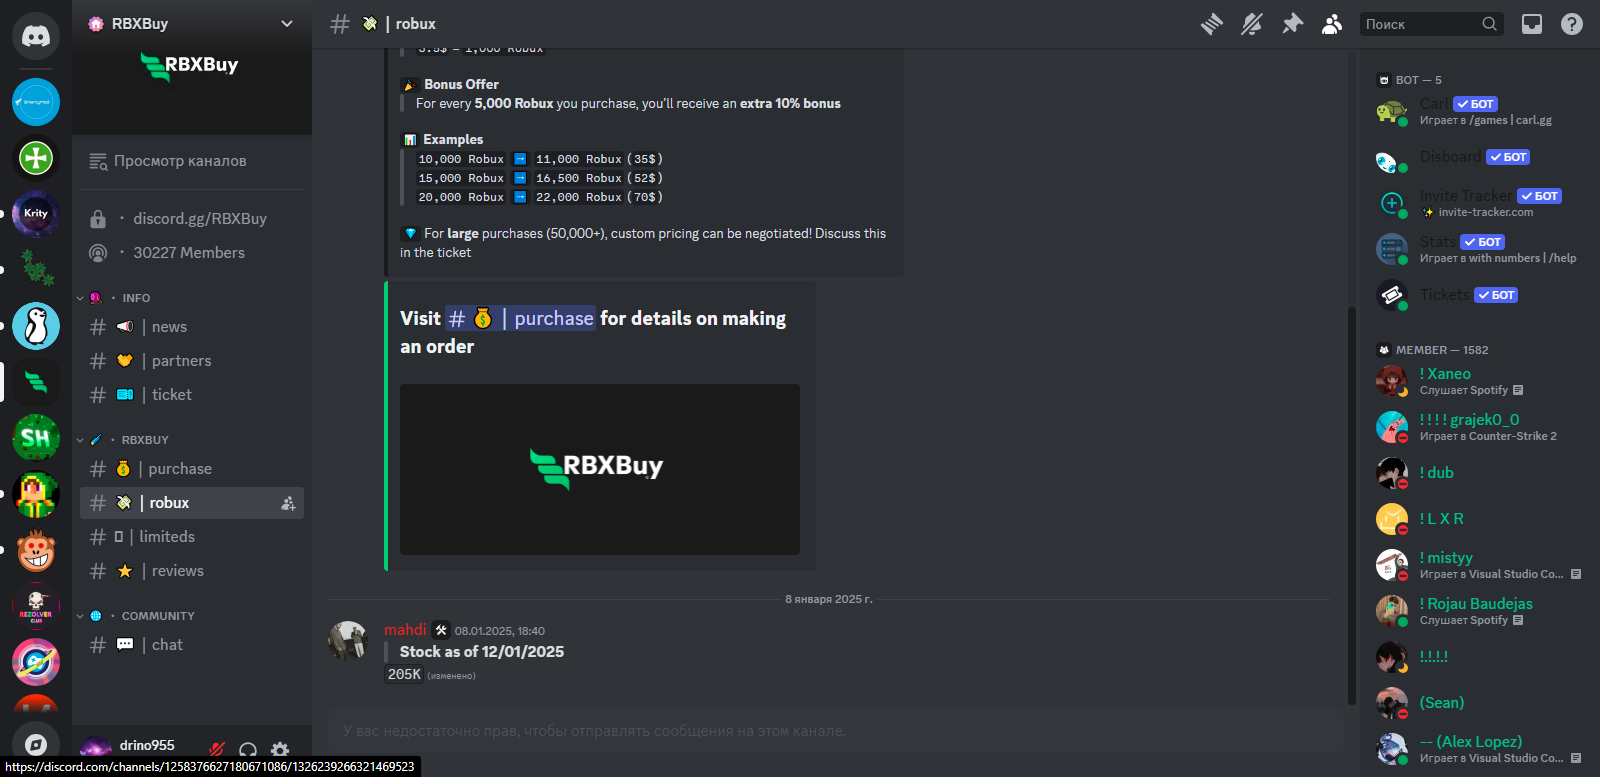 RBXBuy
RBXBuy
Просмотр каналов
discord.gg/RBXBuy
30227 Members
INFO
# | news
# | partners
# | ticket
RBXBUY
# | purchase
# | robux
# | limiteds
# | reviews
COMMUNITY
# | chat
drino955
https://discord.com/channels/1258376627180671086/1326239266321469523
SmartyPlad
Krity
SH
REZOLVER
CLUB
# | robux
Поиск
3.5$ = 1,000 Robux
Bonus Offer
For every 5,000 Robux you purchase, you'll receive an extra 10% bonus
Examples
10,000 Robux ➡ 11,000 Robux (35$)
15,000 Robux ➡ 16,500 Robux (52$)
20,000 Robux ➡ 22,000 Robux (70$)
For large purchases (50,000+), custom pricing can be negotiated! Discuss this
in the ticket
Visit # | purchase for details on making
an order
RBXBuy
8 января 2025 г.
mahdi 08.01.2025, 18:40
Stock as of 12/01/2025
205K (изменено)
У вас недостаточно прав, чтобы отправлять сообщения на этом канале.
BOT — 5
Carl ✓ БОТ
Играет в /games | carl.gg
Disboard ✓ БОТ
Invite Tracker ✓ БОТ
✨ invite-tracker.com
Stats ✓ БОТ
Играет в with numbers | /help
Tickets ✓ БОТ
MEMBER — 1582
! Xaneo
Слушает Spotify
! ! ! ! grajek0_0
Играет в Counter-Strike 2
! dub
! L X R
! mistyy
Играет в Visual Studio Co...
! Rojau Baudejas
Слушает Spotify
!.!.!.!
(Sean)
-- (Alex Lopez)
Играет в Visual Studio Co...